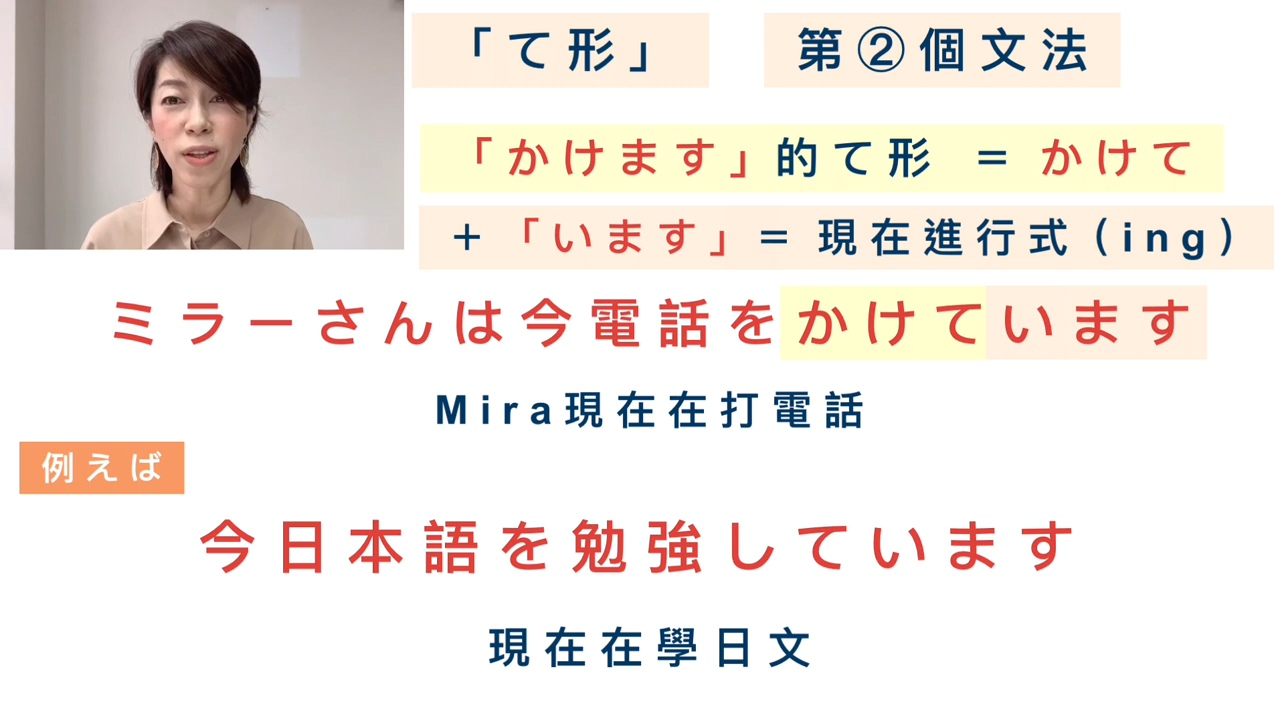 「て形」 第②個文法
「かけます」的て形 = かけて
+「います」= 現在進行式(ing)
ミラーさんは今電話をかけています
Mira現在在打電話
例えば
今日本語を勉強しています
現在在學日文